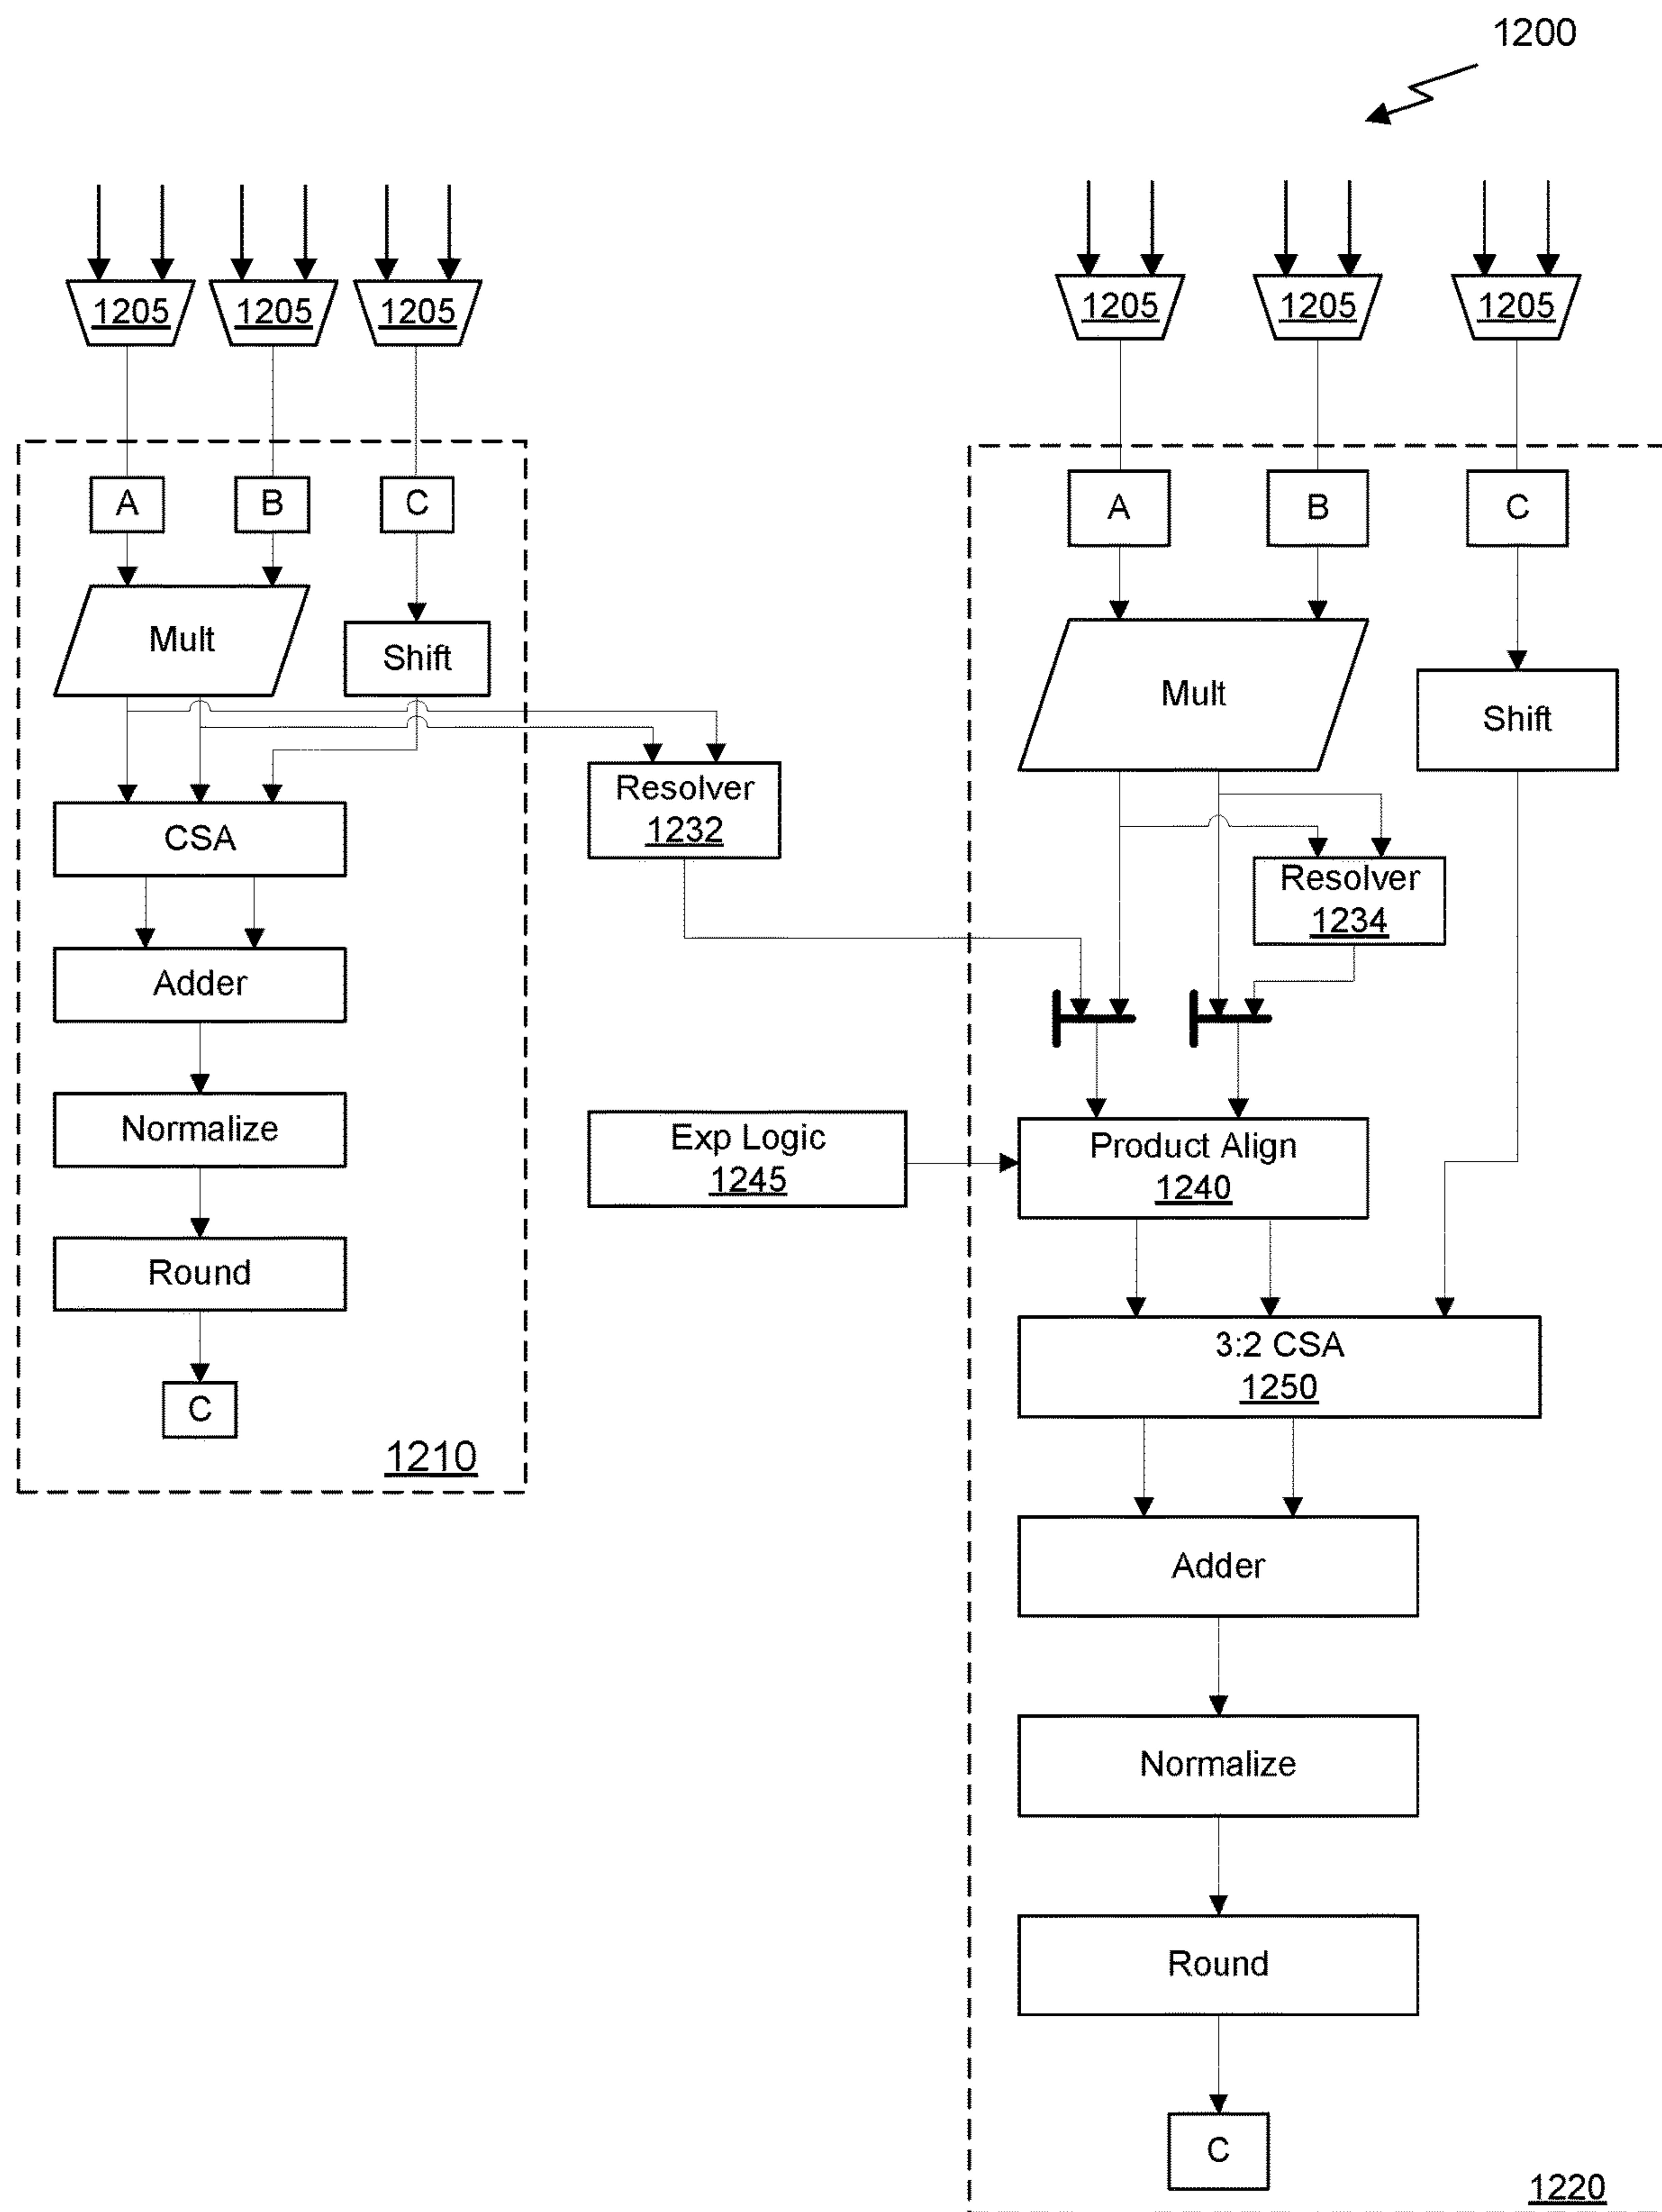 1200
1205 1205 1205
1205 1205 1205
A B C
A B C
Mult
Shift
Mult
Shift
Resolver
1232
CSA
Resolver
1234
Adder
Normalize
Exp Logic
1245
Product Align
1240
Round
3:2 CSA
1250
C
1210
Adder
Normalize
Round
C
1220